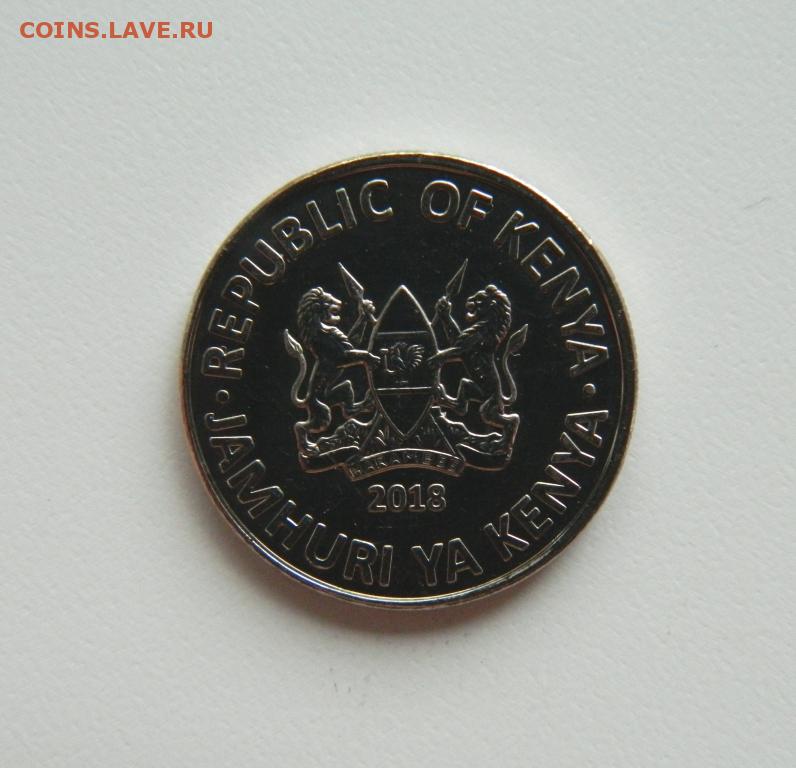 COINS.LAVE.RU
· REPUBLIC OF KENYA ·
HARAMBEE
2018
JAMHURI YA KENYA